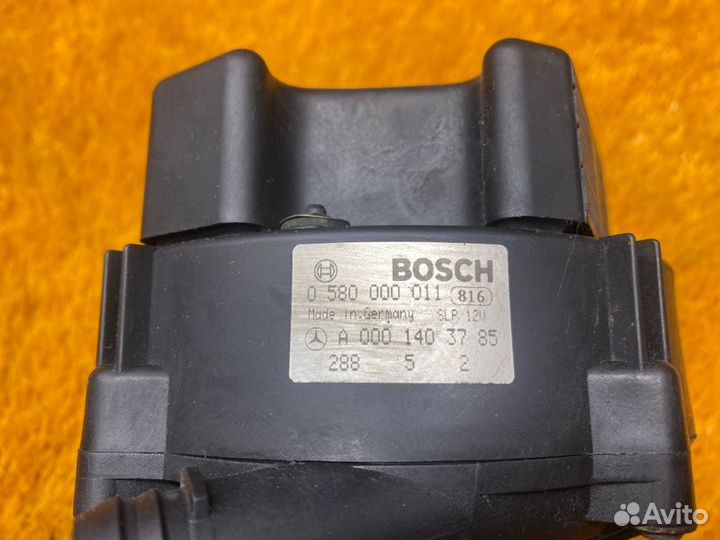 BOSCH
0 580 000 011 816
Made in.Germany SLP 12V
A 000 140 37 85
288 5 2
Avito